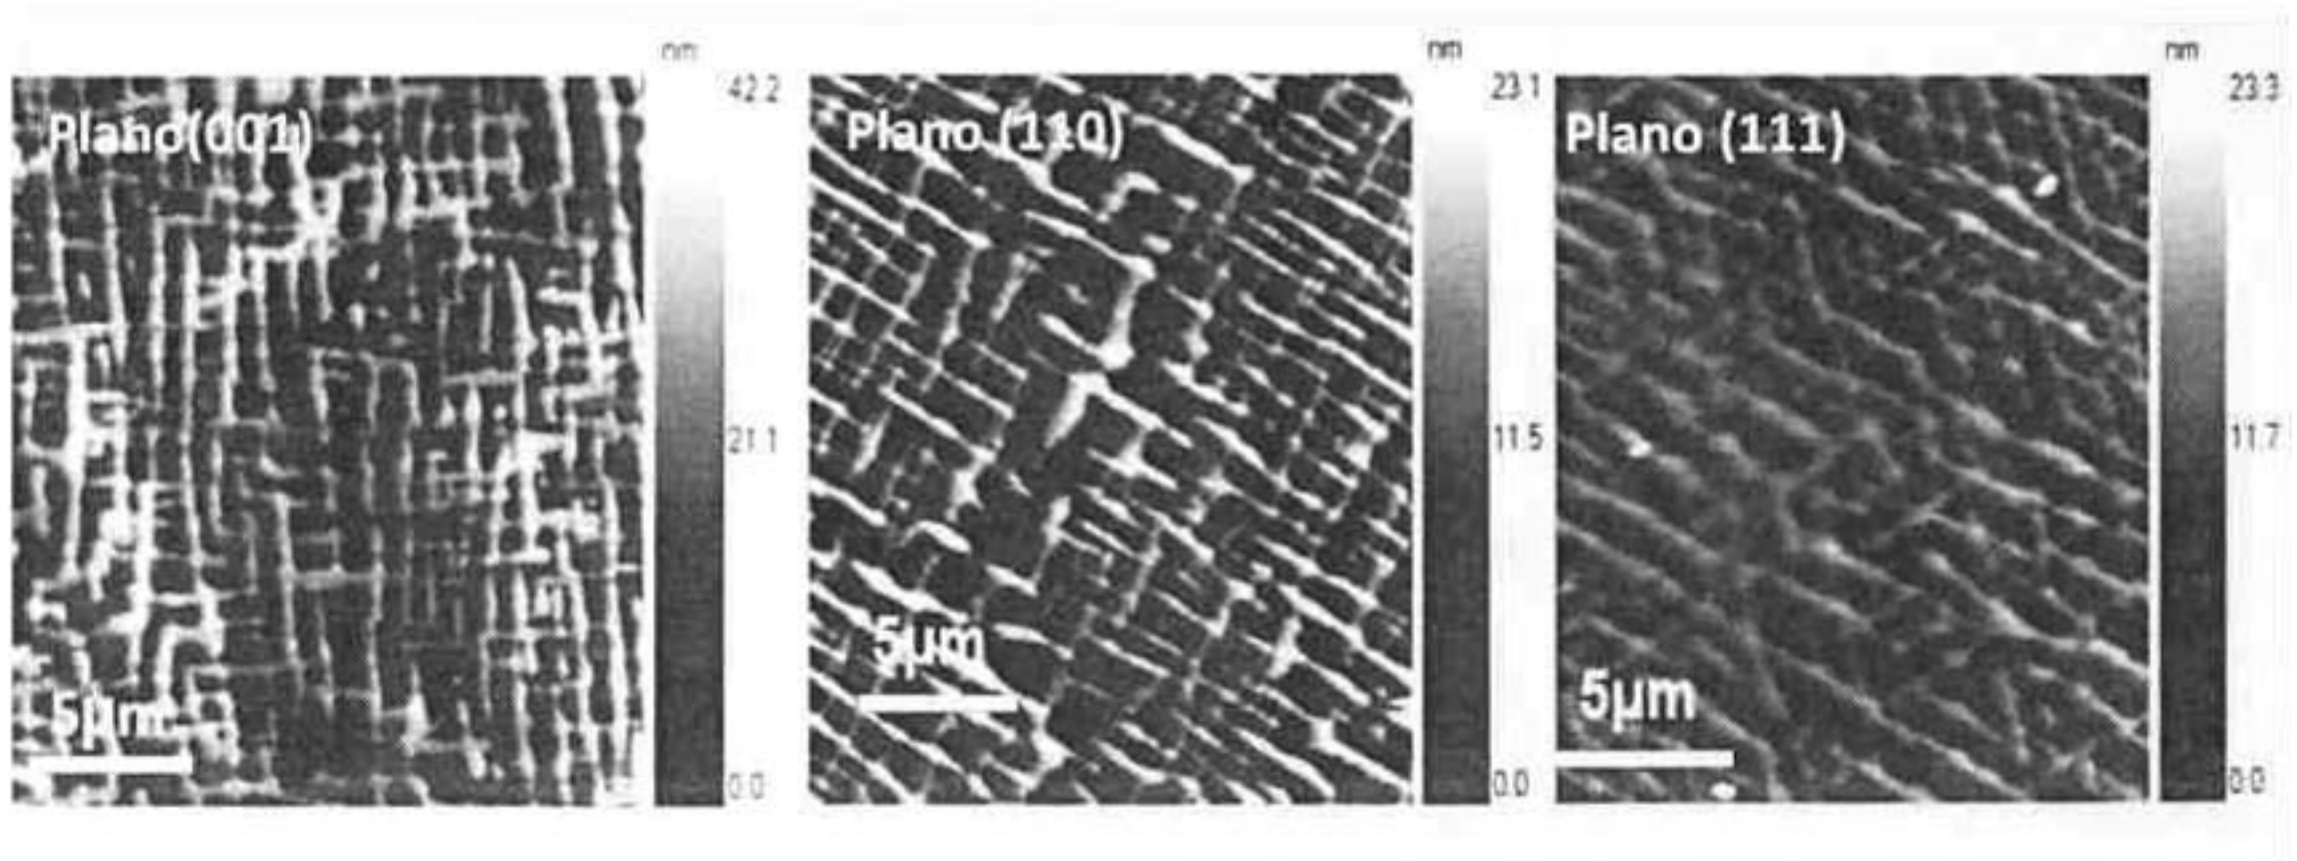 nm
42.2
Plano(001)
21.1
5µm
0.0
nm
23.1
Plano (110)
11.5
5µm
0.0
nm
23.3
Plano (111)
11.7
5µm
0.0